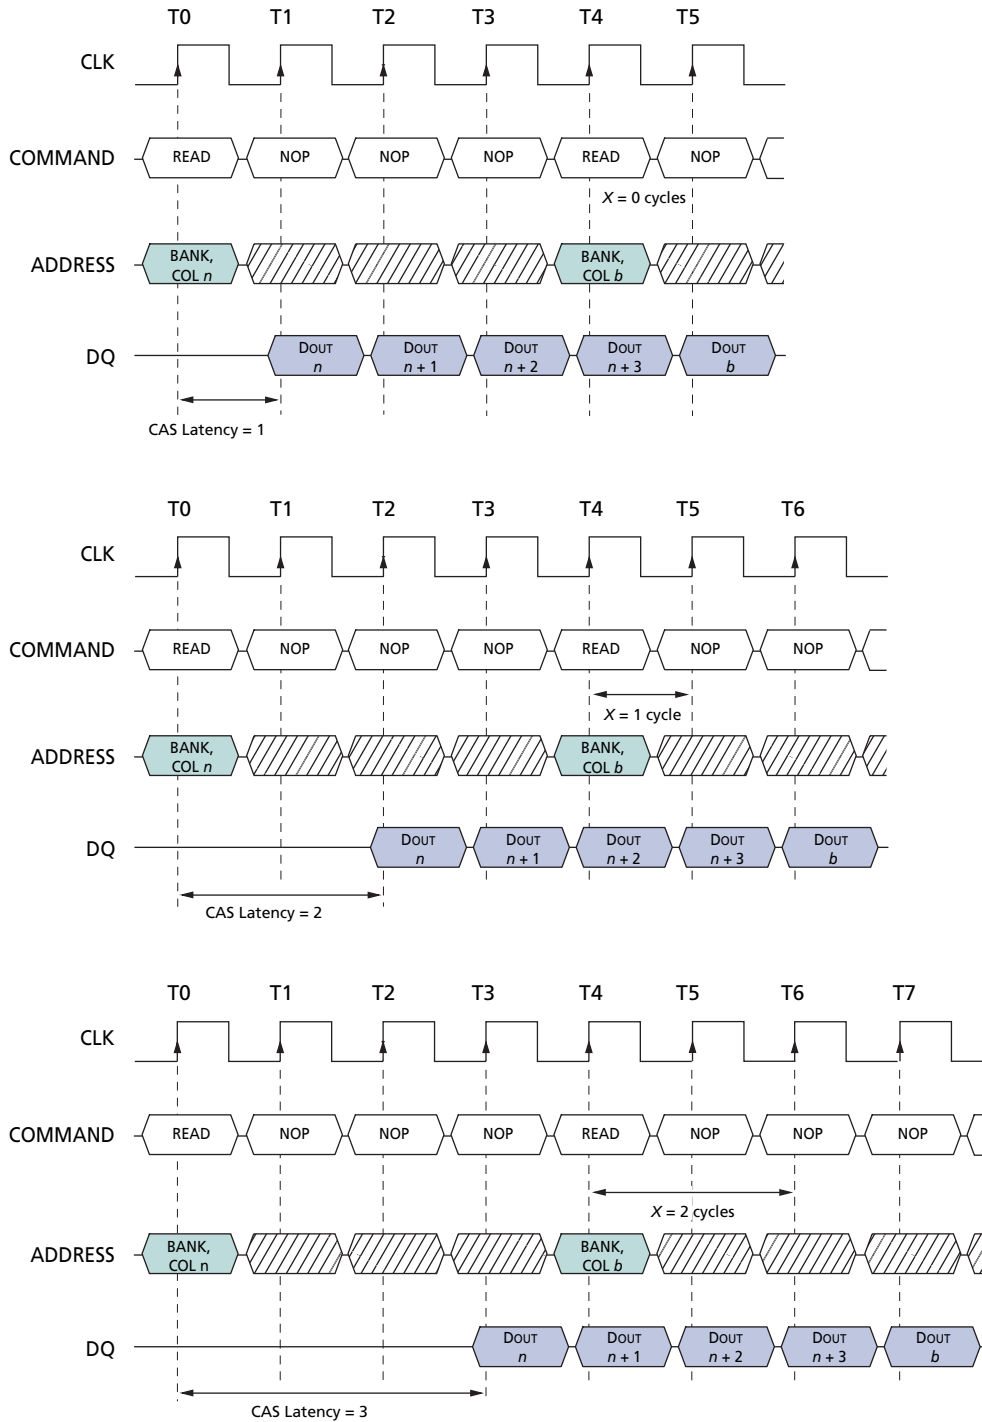 T0 T1 T2 T3 T4 T5
CLK
COMMAND READ NOP NOP NOP READ NOP
X = 0 cycles
ADDRESS BANK, COL n BANK, COL b
DQ DOUT n DOUT n + 1 DOUT n + 2 DOUT n + 3 DOUT b
CAS Latency = 1
T0 T1 T2 T3 T4 T5 T6
CLK
COMMAND READ NOP NOP NOP READ NOP NOP
X = 1 cycle
ADDRESS BANK, COL n BANK, COL b
DQ DOUT n DOUT n + 1 DOUT n + 2 DOUT n + 3 DOUT b
CAS Latency = 2
T0 T1 T2 T3 T4 T5 T6 T7
CLK
COMMAND READ NOP NOP NOP READ NOP NOP NOP
X = 2 cycles
ADDRESS BANK, COL n BANK, COL b
DQ DOUT n DOUT n + 1 DOUT n + 2 DOUT n + 3 DOUT b
CAS Latency = 3